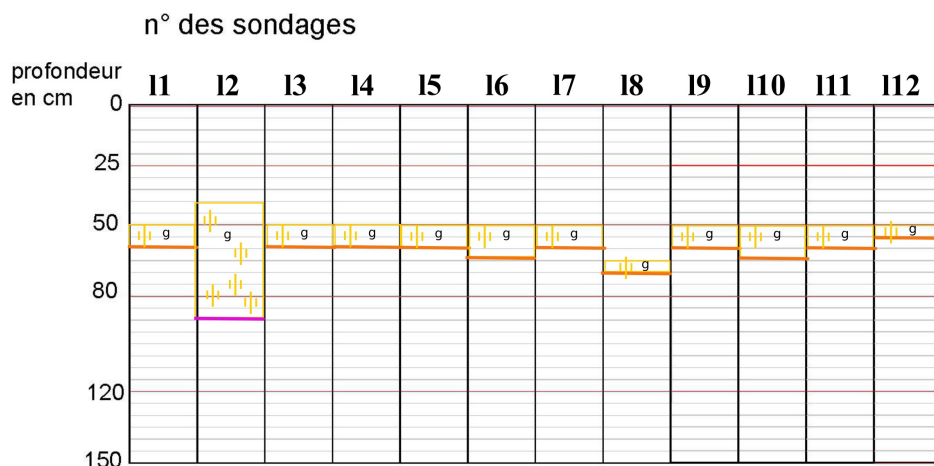 n° des sondages
profondeur
en cm
l1 l2 l3 l4 l5 l6 l7 l8 l9 l10 l11 l12
0
25
50
g g g g g g g g g g g g
80
120
150